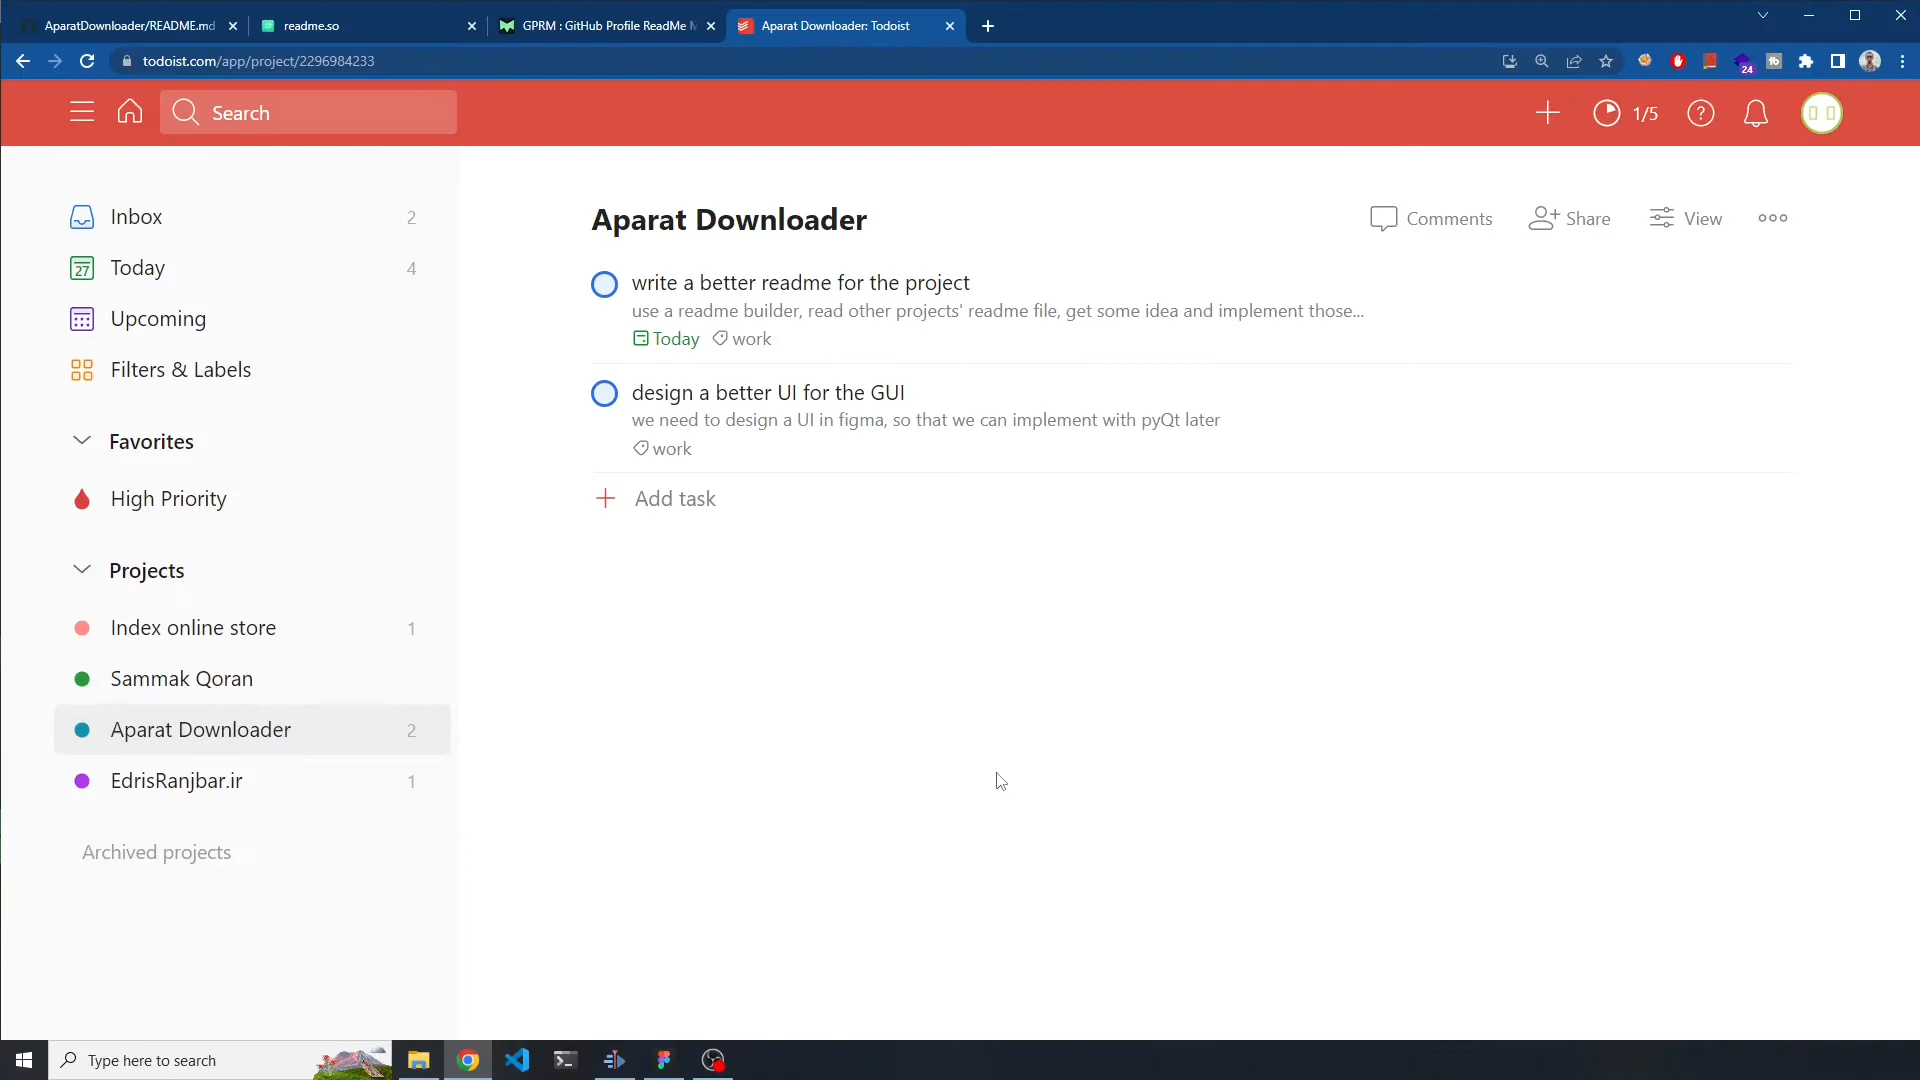 AparatDownloader/README.md
readme.so
GPRM : GitHub Profile ReadMe M
Aparat Downloader: Todoist
todoist.com/app/project/2296984233
24
Search
1/5
Inbox 2
27 Today 4
Upcoming
Filters & Labels
Favorites
High Priority
Projects
Index online store 1
Sammak Qoran
Aparat Downloader 2
EdrisRanjbar.ir 1
Archived projects
Aparat Downloader
Comments
Share
View
write a better readme for the project
use a readme builder, read other projects' readme file, get some idea and implement those...
Today work
design a better UI for the GUI
we need to design a UI in figma, so that we can implement with pyQt later
work
Add task
Type here to search